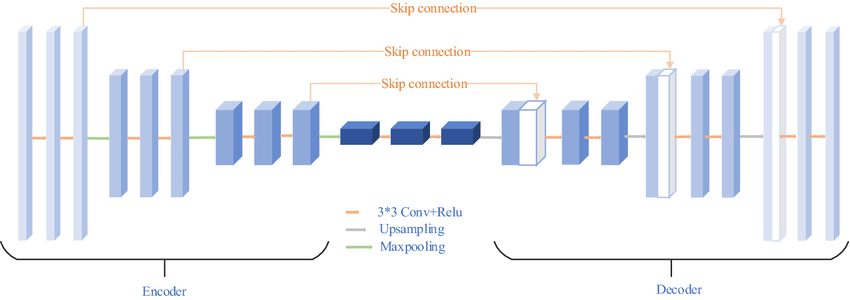 Skip connection
Skip connection
Skip connection
3*3 Conv+Relu
Upsampling
Maxpooling
Encoder
Decoder